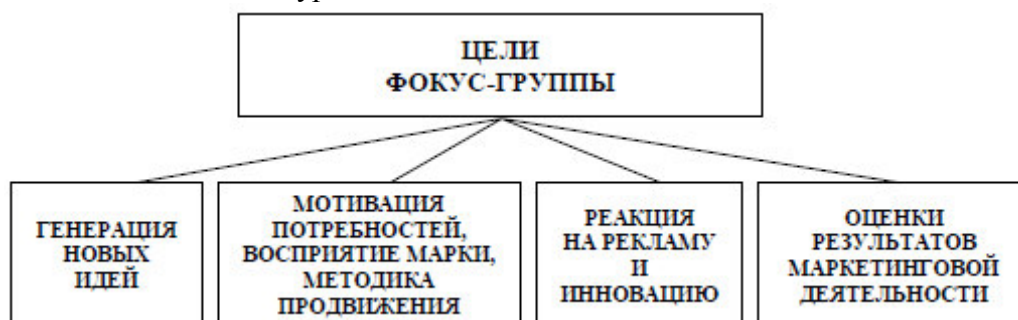 ЦЕЛИ
ФОКУС-ГРУППЫ
ГЕНЕРАЦИЯ
НОВЫХ
ИДЕЙ
МОТИВАЦИЯ
ПОТРЕБНОСТЕЙ,
ВОСПРИЯТИЕ МАРКИ,
МЕТОДИКА
ПРОДВИЖЕНИЯ
РЕАКЦИЯ
НА РЕКЛАМУ
И
ИННОВАЦИЮ
ОЦЕНКИ
РЕЗУЛЬТАТОВ
МАРКЕТИНГОВОЙ
ДЕЯТЕЛЬНОСТИ